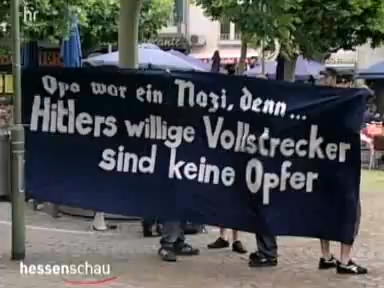 hr
Opa war ein Nazi, denn...
Hitlers willige Vollstrecker
sind keine Opfer
hessenschau